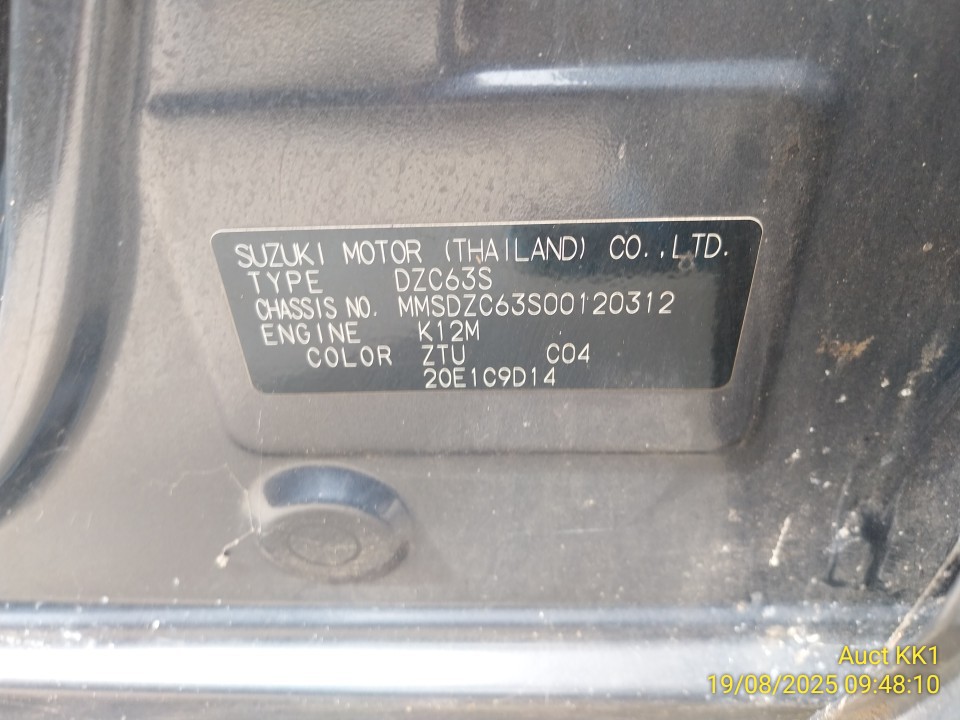 SUZUKI MOTOR (THAILAND) CO.,LTD.
TYPE DZC63S
CHASSIS NO. MMSDZC63S00120312
ENGINE K12M
COLOR ZTU C04
20E1C9D14
Auct KK1
19/08/2025 09:48:10